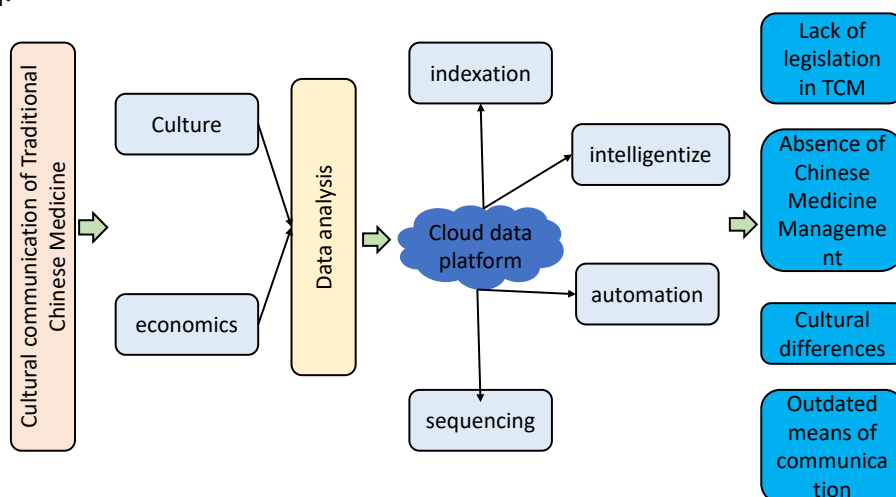 Cultural communication of Traditional
Chinese Medicine
Culture
economics
Data analysis
indexation
intelligentize
Cloud data
platform
automation
sequencing
Lack of
legislation
in TCM
Absence of
Chinese
Medicine
Manageme
nt
Cultural
differences
Outdated
means of
communica
tion